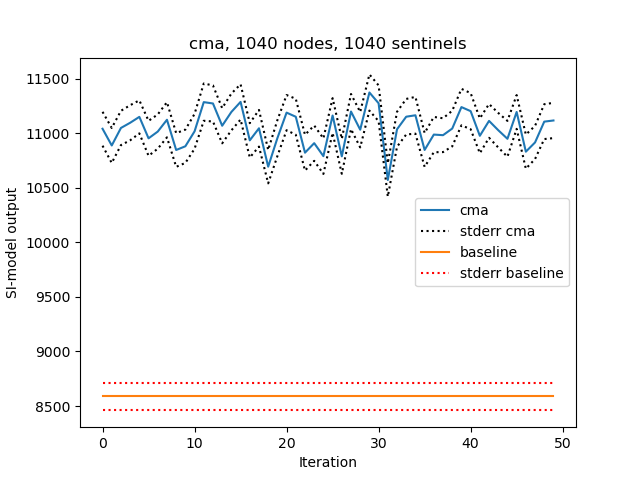 cma, 1040 nodes, 1040 sentinels
11500
11000
10500
10000
9500
9000
8500
SI-model output
cma
stderr cma
baseline
stderr baseline
0 10 20 30 40 50
Iteration